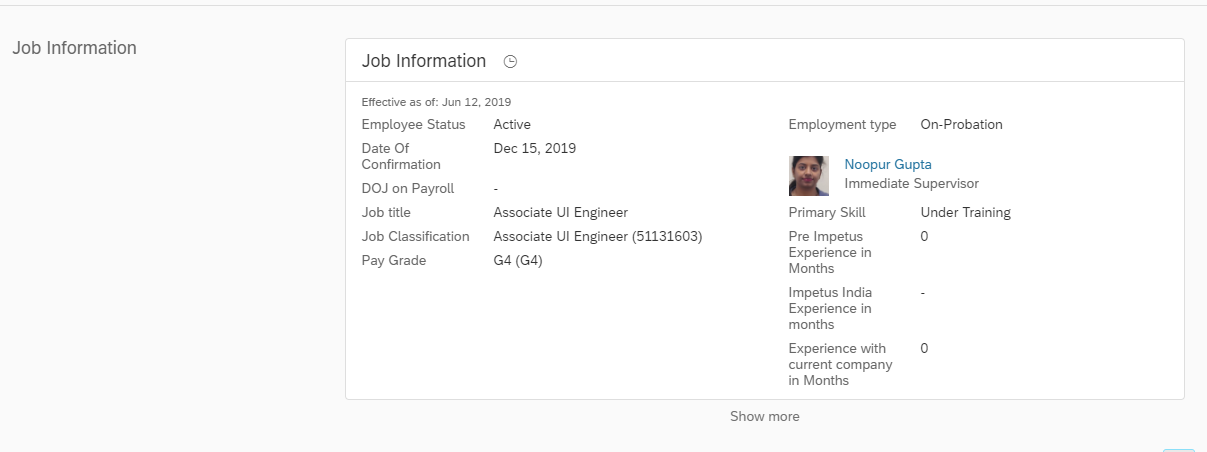 Job Information
Job Information
Effective as of: Jun 12, 2019
Employee Status Active
Date Of
Confirmation
Dec 15, 2019
DOJ on Payroll -
Job title Associate UI Engineer
Job Classification Associate UI Engineer (51131603)
Pay Grade G4 (G4)
Employment type On-Probation
Noopur Gupta
Immediate Supervisor
Primary Skill Under Training
Pre Impetus 0
Experience in
Months
Impetus India -
Experience in
months
Experience with 0
current company
in Months
Show more